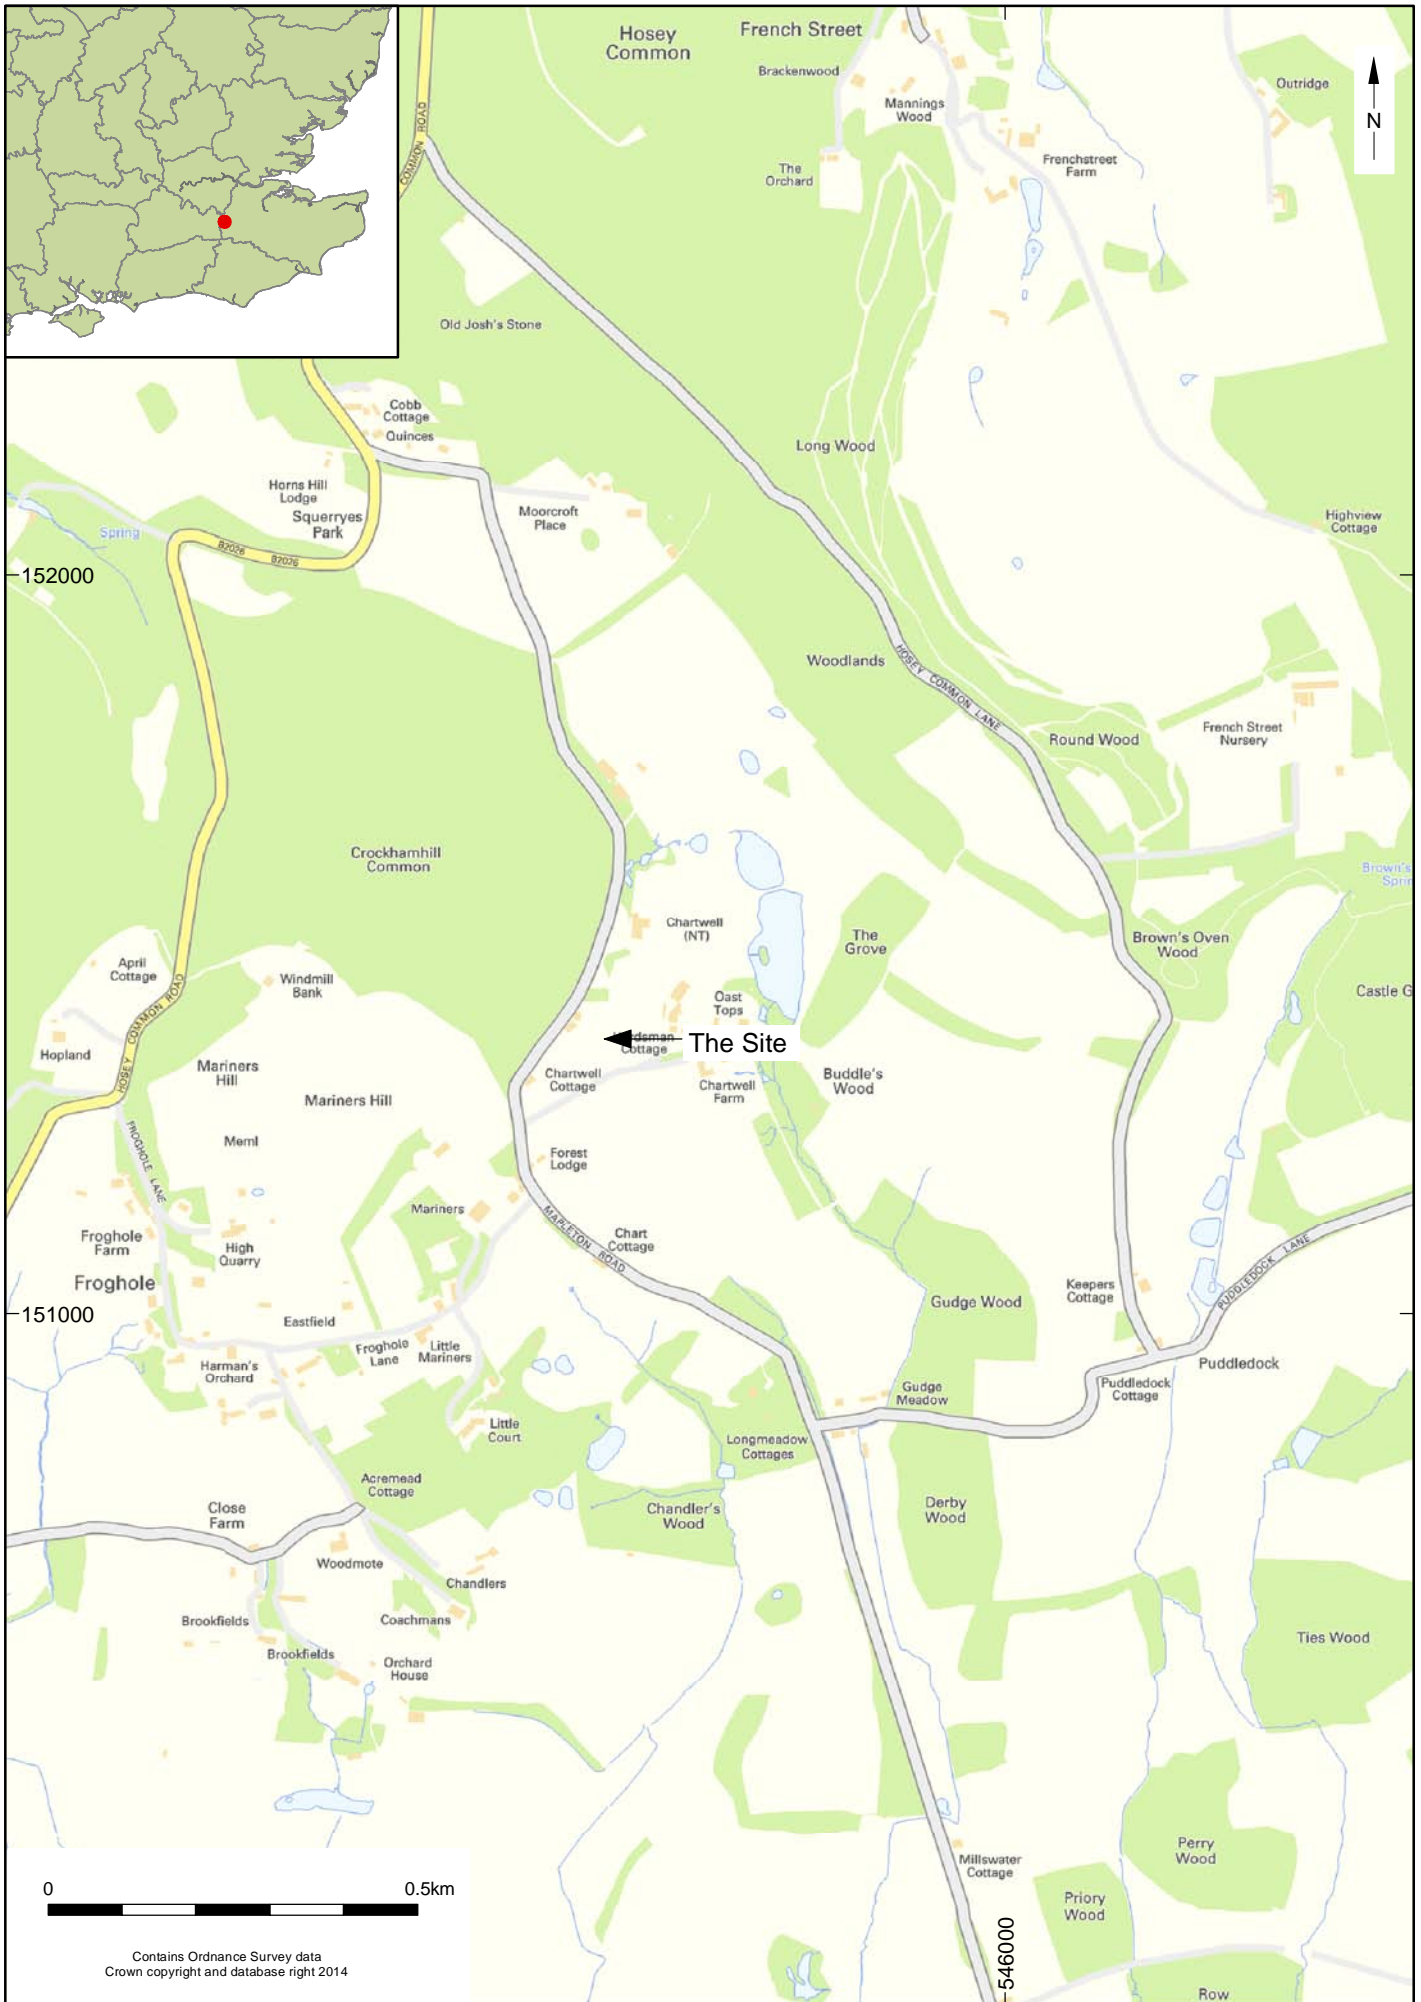 Hosey
Common
French Street
Brackenwood
Mannings
Wood
Outridge
N
COMMON ROAD
COMMON ROAD
The
Orchard
Frenchstreet
Farm
Old Josh's Stone
Cobb
Cottage
Quinces
Long Wood
Horns Hill
Lodge
Squerryes
Park
Moorcroft
Place
Highview
Cottage
Spring
B2026
B2026
152000
Woodlands
HOSEY COMMON LANE
Round Wood
French Street
Nursery
Crockhamhill
Common
Brown's
Chartwell
(NT)
The
Grove
Brown's Oven
Wood
April
Cottage
Windmill
Bank
Castle G
Oast
Tops
HOSEY COMMON ROAD
Hopland
Cottage
The Site
Mariners
Hill
Mariners Hill
Chartwell
Cottage
Chartwell
Farm
Buddle's
Wood
Meml
FROGHOLE LANE
Forest
Lodge
Mariners
MAPLETON ROAD
Chart
Cottage
Froghole
Farm
High
Quarry
Froghole
Keepers
Cottage
PUDDLEDOCK LANE
Gudge Wood
151000
Eastfield
Froghole
Lane
Little
Mariners
Harman's
Orchard
Puddledock
Puddledock
Cottage
Gudge
Meadow
Little
Court
Longmeadow
Cottages
Acremead
Cottage
Close
Farm
Chandler's
Wood
Derby
Wood
Woodmote
Chandlers
Brookfields
Coachmans
Ties Wood
Brookfields
Orchard
House
Perry
Wood
Millswater
Cottage
Priory
Wood
0
0.5km
546000
Contains Ordnance Survey data
Crown copyright and database right 2014
Row